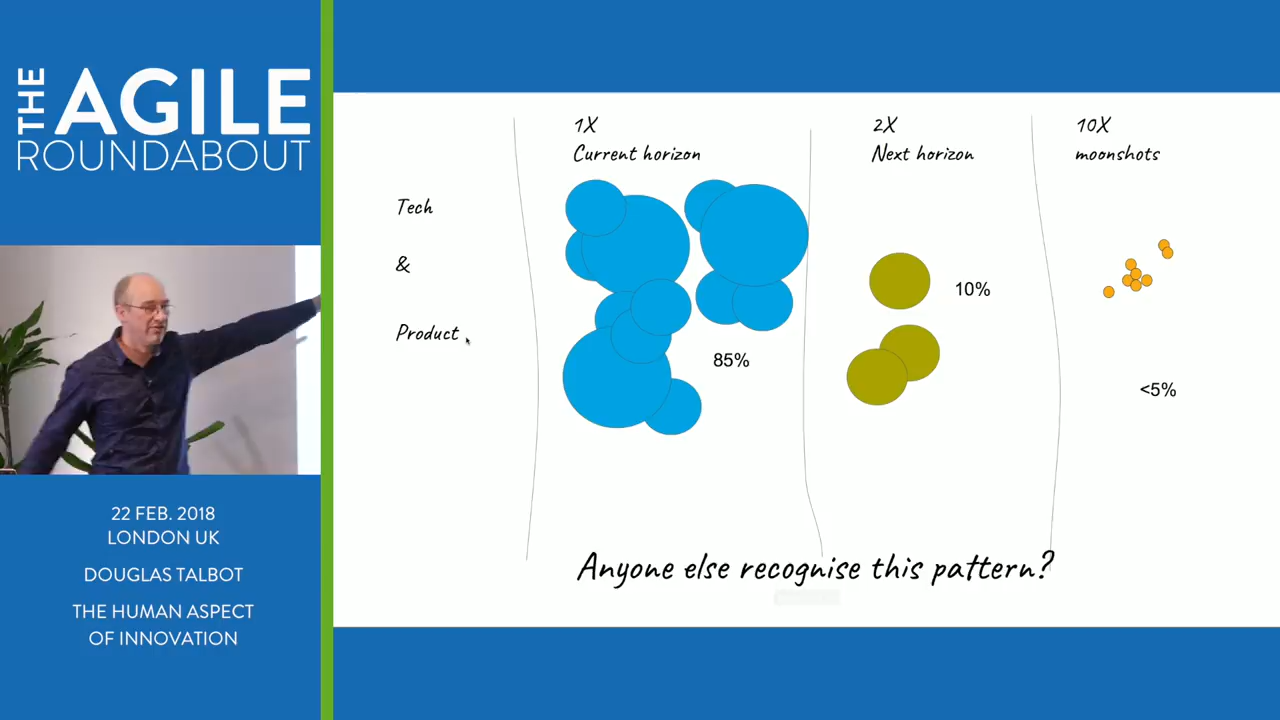 THE
AGILE
ROUNDABOUT
22 FEB. 2018
LONDON UK
DOUGLAS TALBOT
THE HUMAN ASPECT
OF INNOVATION
1X
Current horizon
2X
Next horizon
10X
moonshots
Tech
&
Product
85%
10%
<5%
Anyone else recognise this pattern?